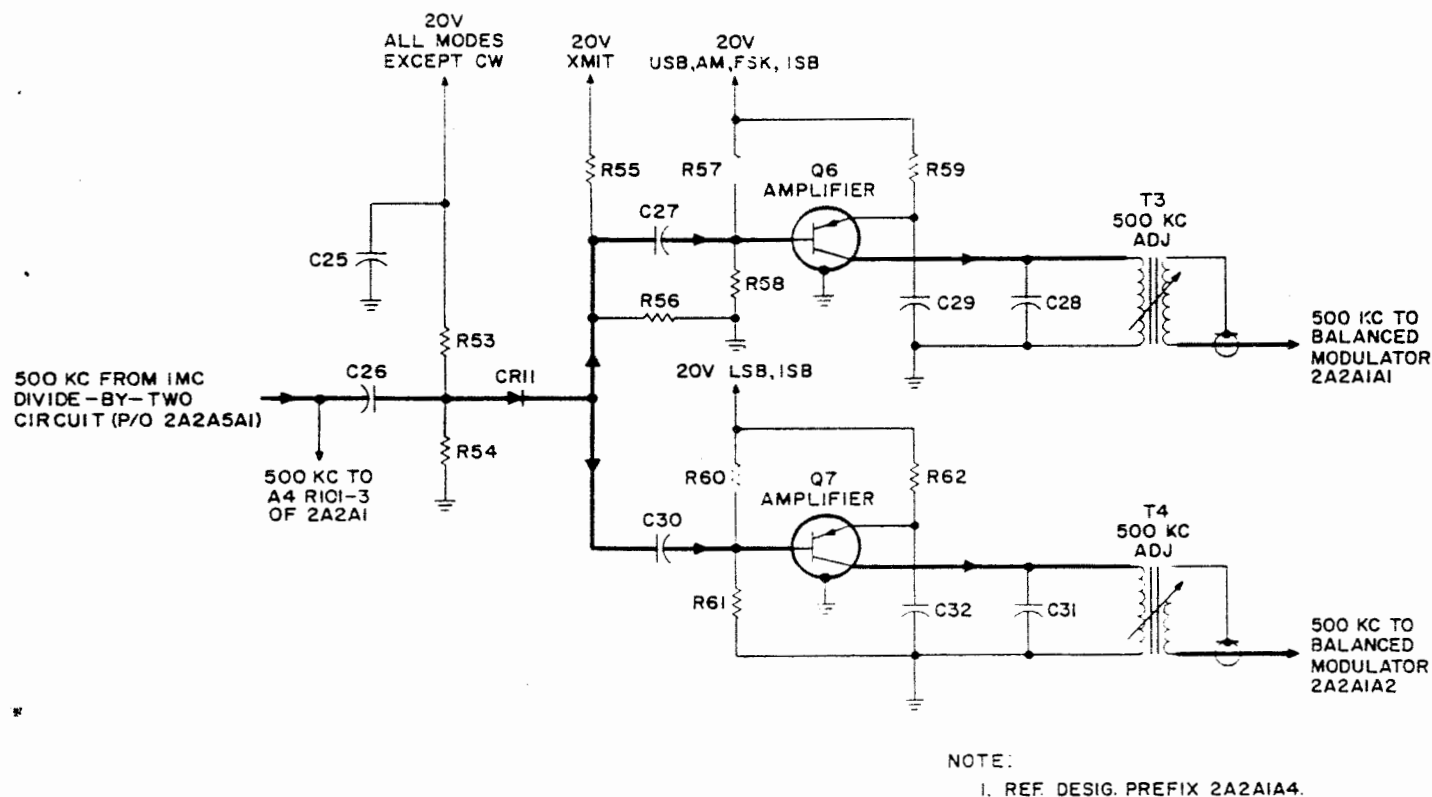 20V
ALL MODES
EXCEPT CW
20V
XMIT
20V
USB,AM,FSK, ISB
R55
R57
Q6
AMPLIFIER
R59
C27
T3
500 KC
ADJ
C25
R58
R56
C29
C28
R53
500 KC TO
BALANCED
MODULATOR
2A2A1A1
500 KC FROM 1MC
DIVIDE-BY-TWO
CIRCUIT (P/O 2A2A5A1)
C26
CR11
20V LSB, ISB
R54
500 KC TO
A4 R101-3
OF 2A2A1
R60
Q7
AMPLIFIER
R62
C30
T4
500 KC
ADJ
R61
C32
C31
500 KC TO
BALANCED
MODULATOR
2A2A1A2
NOTE:
1. REF. DESIG. PREFIX 2A2A1A4.